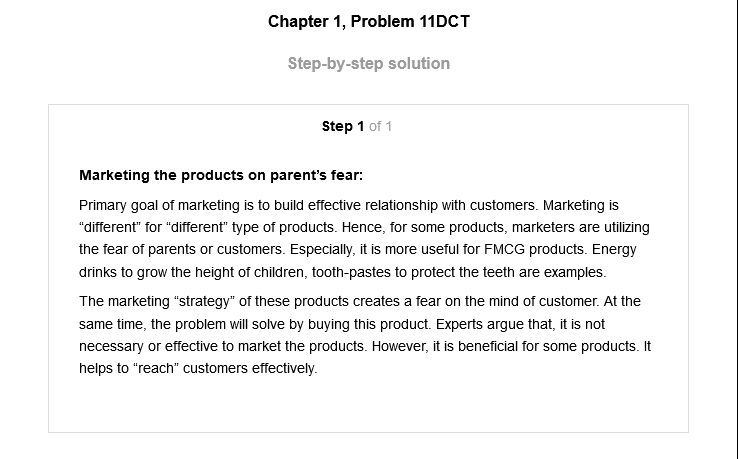 Chapter 1, Problem 11DCT
Step-by-step solution
Step 1 of 1
Marketing the products on parent's fear:
Primary goal of marketing is to build effective relationship with customers. Marketing is
“different” for “different” type of products. Hence, for some products, marketers are utilizing
the fear of parents or customers. Especially, it is more useful for FMCG products. Energy
drinks to grow the height of children, tooth-pastes to protect the teeth are examples.
The marketing “strategy” of these products creates a fear on the mind of customer. At the
same time, the problem will solve by buying this product. Experts argue that, it is not
necessary or effective to market the products. However, it is beneficial for some products. It
helps to “reach” customers effectively.